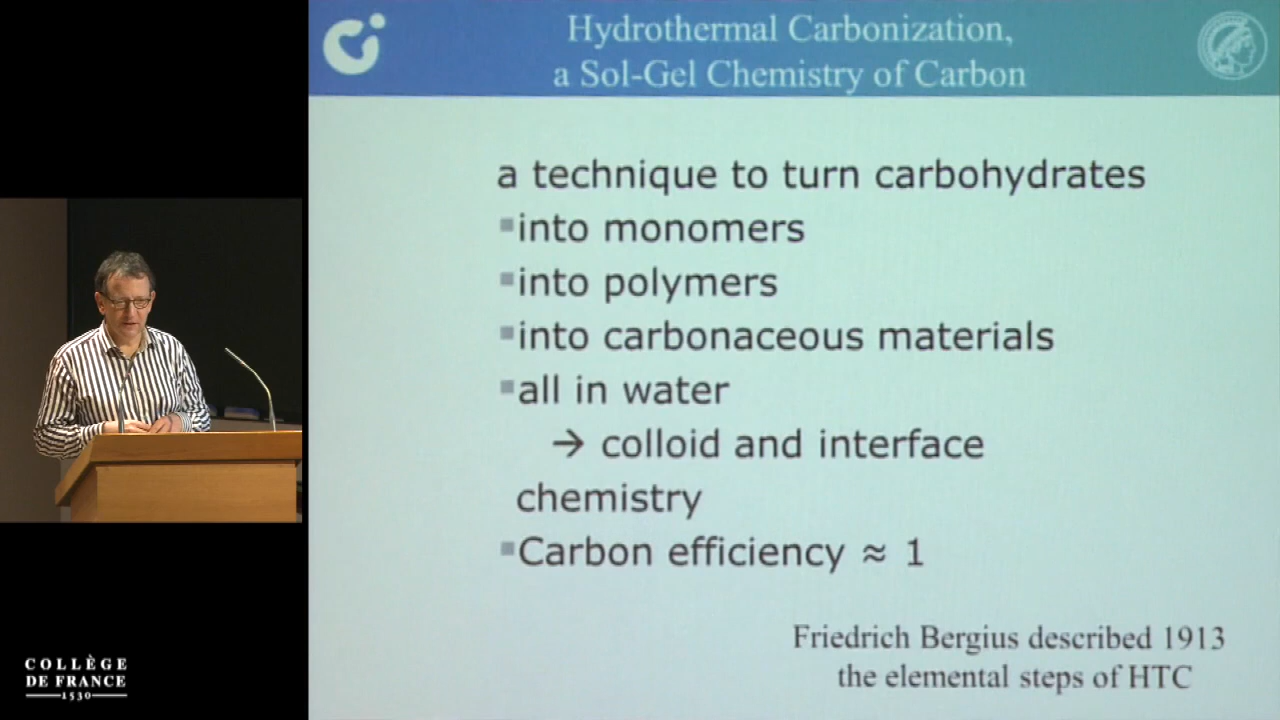 Hydrothermal Carbonization,
a Sol-Gel Chemistry of Carbon
a technique to turn carbohydrates
▪into monomers
▪into polymers
▪into carbonaceous materials
▪all in water
→ colloid and interface
chemistry
▪Carbon efficiency ≈ 1
Friedrich Bergius described 1913
the elemental steps of HTC
COLLÈGE
DE FRANCE
1530